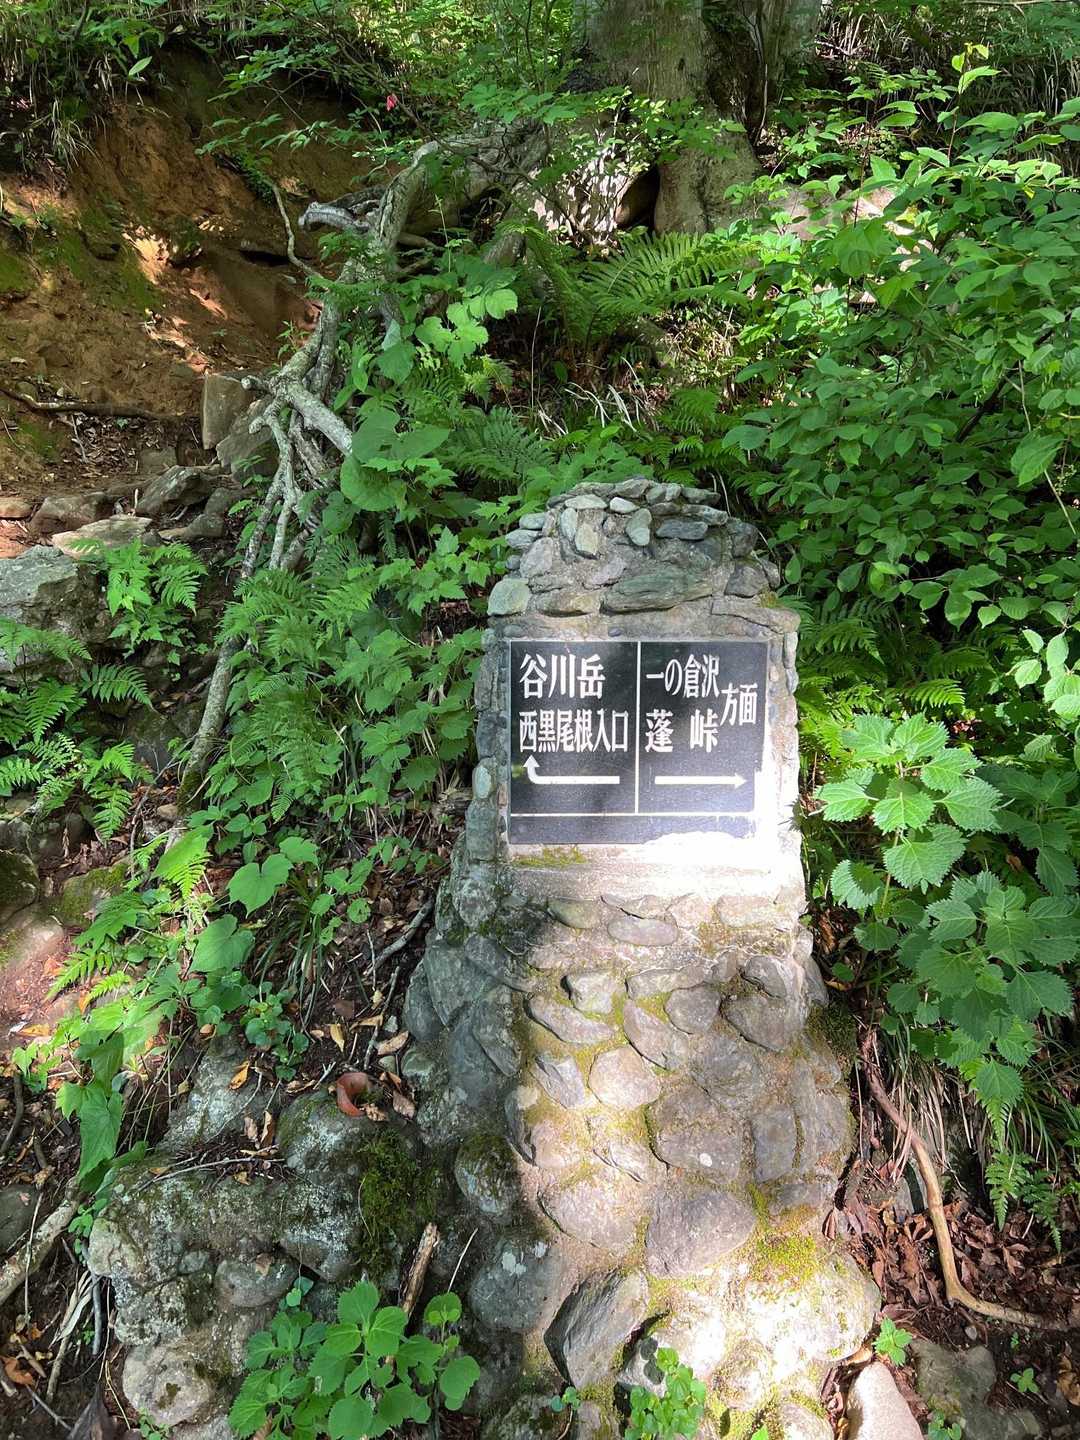 谷川岳
西黒尾根入口
一の倉沢
蓬峠
方面